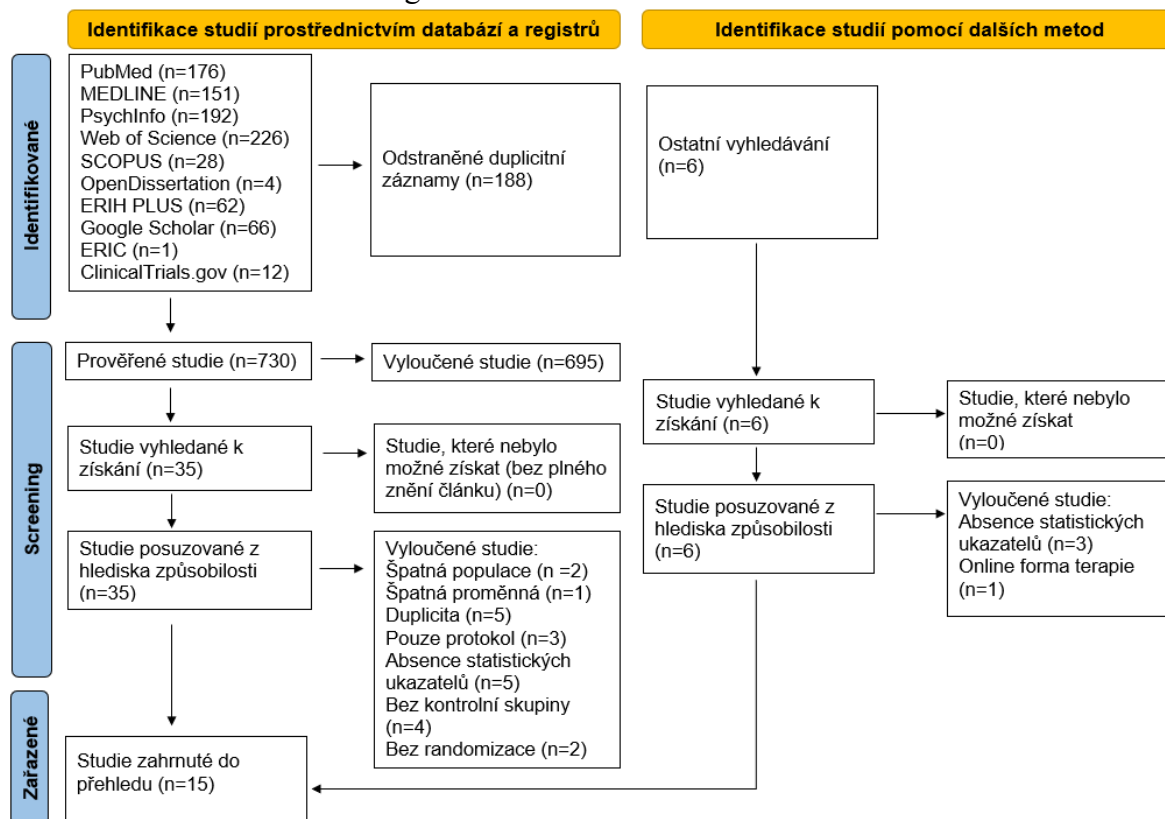 Identifikace studií prostřednictvím databází a registrů
Identifikace studií pomocí dalších metod
Identifikované
PubMed (n=176)
MEDLINE (n=151)
PsychInfo (n=192)
Web of Science (n=226)
SCOPUS (n=28)
OpenDissertation (n=4)
ERIH PLUS (n=62)
Google Scholar (n=66)
ERIC (n=1)
ClinicalTrials.gov (n=12)
Odstraněné duplicitní
záznamy (n=188)
Ostatní vyhledávání
(n=6)
Screening
Prověřené studie (n=730)
Vyloučené studie (n=695)
Studie vyhledané k
získání (n=35)
Studie, které nebylo
možné získat (bez plného
znění článku) (n=0)
Studie vyhledané k
získání (n=6)
Studie, které nebylo
možné získat
(n=0)
Studie posuzované z
hlediska způsobilosti
(n=35)
Vyloučené studie:
Špatná populace (n =2)
Špatná proměnná (n=1)
Duplicita (n=5)
Pouze protokol (n=3)
Absence statistických
ukazatelů (n=5)
Bez kontrolní skupiny
(n=4)
Bez randomizace (n=2)
Studie posuzované z
hlediska způsobilosti
(n=6)
Vyloučené studie:
Absence statistických
ukazatelů (n=3)
Online forma terapie
(n=1)
Zařazené
Studie zahrnuté do
přehledu (n=15)